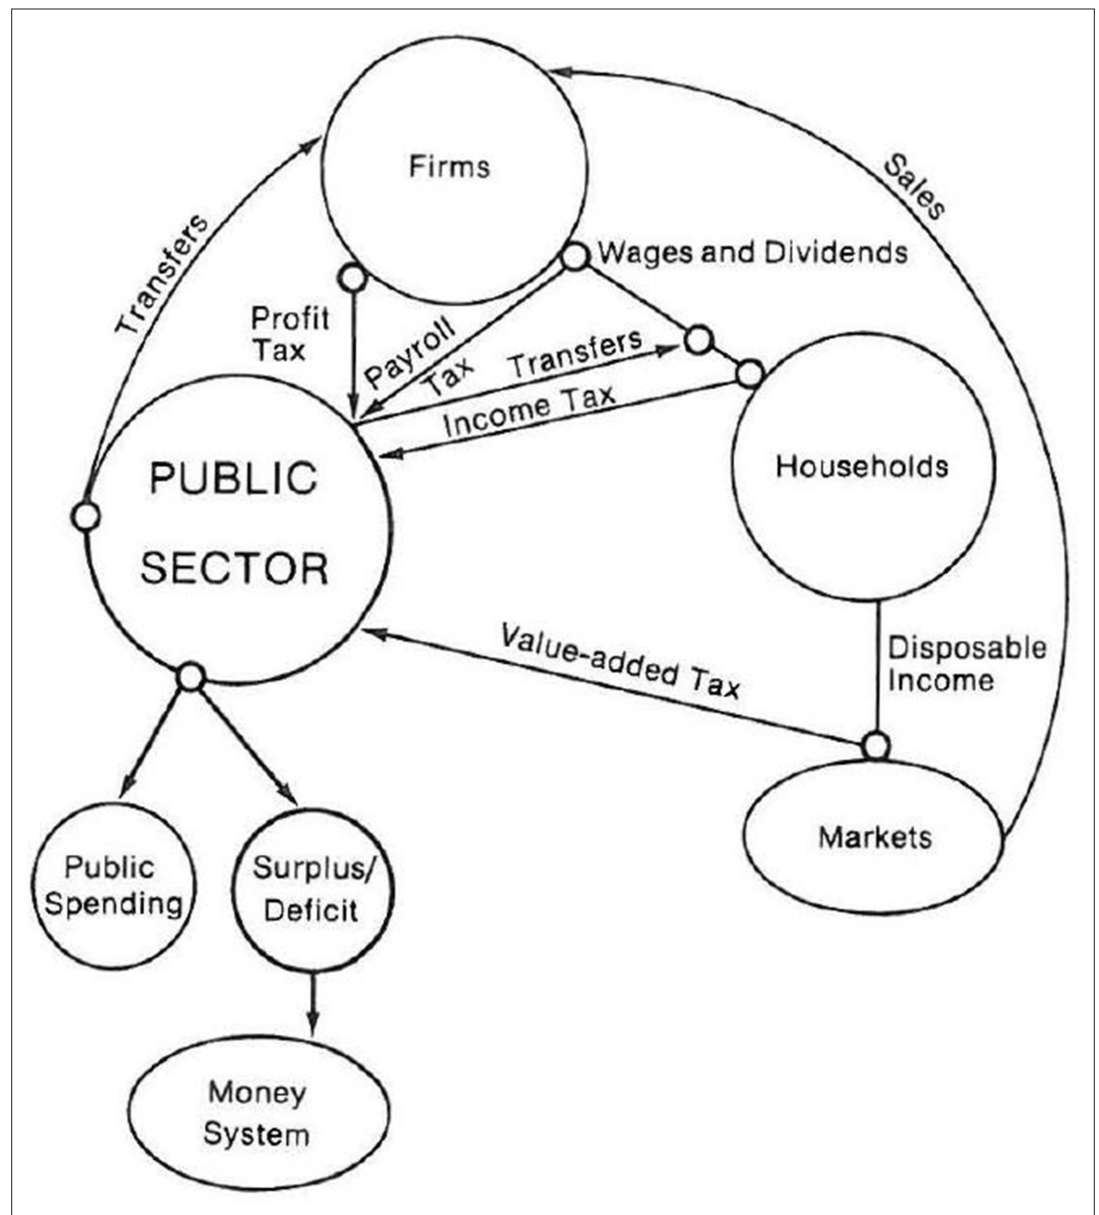 Firms
Sales
Transfers
Wages and Dividends
Profit
Tax
Payroll
Tax
Transfers
Income Tax
PUBLIC
SECTOR
Households
Value-added Tax
Disposable
Income
Markets
Public
Spending
Surplus/
Deficit
Money
System